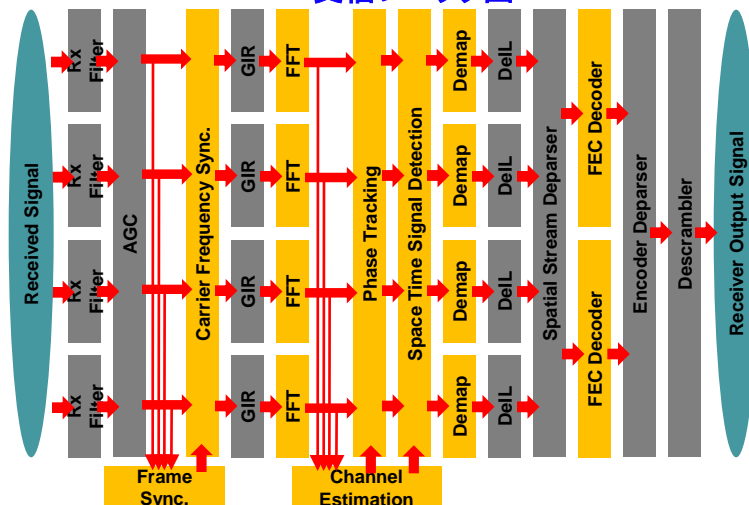 Received Signal
Rx
Filter
Rx
Filter
Rx
Filter
Rx
Filter
AGC
Carrier Frequency Sync.
GIR
GIR
GIR
GIR
FFT
FFT
FFT
FFT
Phase Tracking
Space Time Signal Detection
Demap
Demap
Demap
Demap
DeIL
DeIL
DeIL
DeIL
Spatial Stream Deparser
FEC Decoder
FEC Decoder
Encoder Deparser
Descrambler
Receiver Output Signal
Frame
Sync.
Channel
Estimation